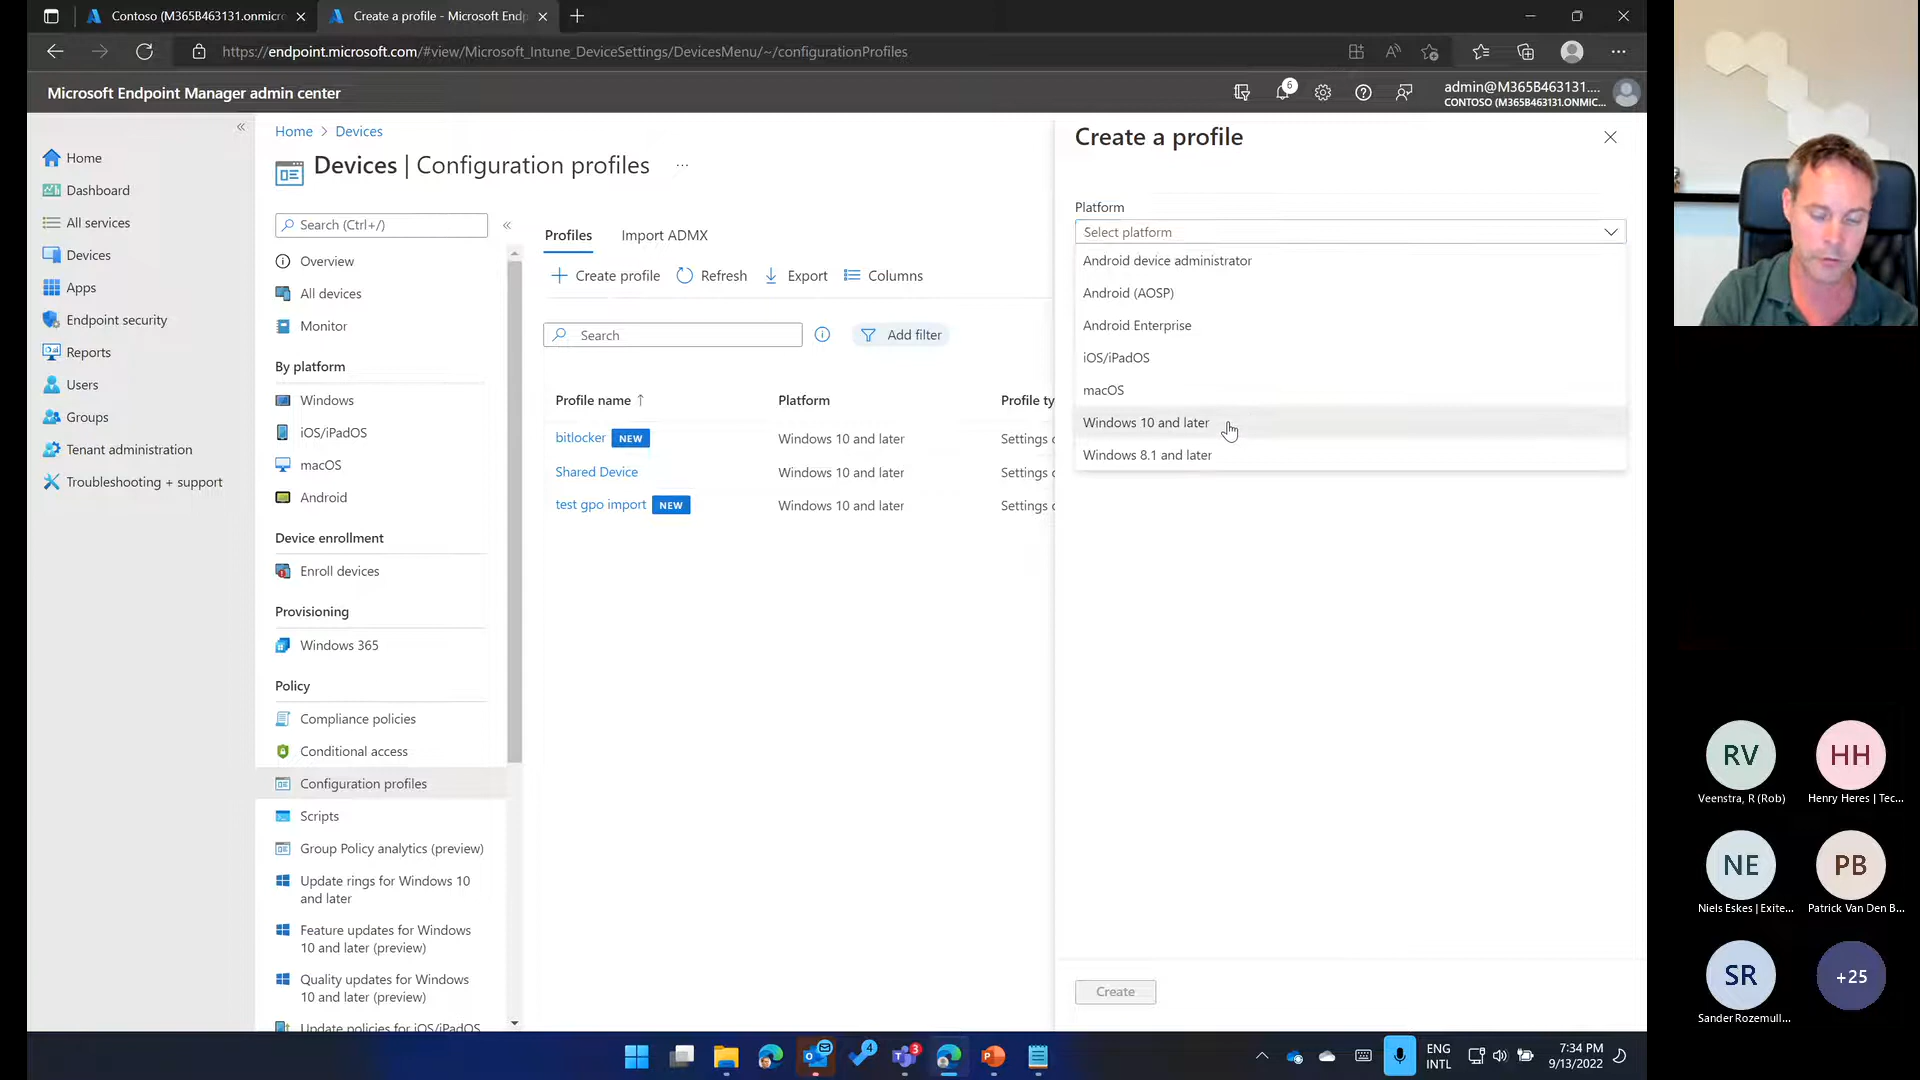 Contoso (M365B463131.onmicro
Create a profile - Microsoft Endp
https://endpoint.microsoft.com/#view/Microsoft_Intune_DeviceSettings/DevicesMenu/~/configurationProfiles
Microsoft Endpoint Manager admin center
6
admin@M365B463131....
CONTOSO (M365B463131.ONMIC...
Home
Dashboard
All services
Devices
Apps
Endpoint security
Reports
Users
Groups
Tenant administration
Troubleshooting + support
Home > Devices
Devices | Configuration profiles
...
Search (Ctrl+/)
Overview
All devices
Monitor
By platform
Windows
iOS/iPadOS
macOS
Android
Device enrollment
Enroll devices
Provisioning
Windows 365
Policy
Compliance policies
Conditional access
Configuration profiles
Scripts
Group Policy analytics (preview)
Update rings for Windows 10
and later
Feature updates for Windows
10 and later (preview)
Quality updates for Windows
10 and later (preview)
Update policies for iOS/iPadOS
Profiles
Import ADMX
Create profile
Refresh
Export
Columns
Search
Add filter
Profile name ↑
Platform
Profile ty
bitlocker NEW
Windows 10 and later
Settings c
Shared Device
Windows 10 and later
Settings c
test gpo import NEW
Windows 10 and later
Settings c
Create a profile
Platform
Select platform
Android device administrator
Android (AOSP)
Android Enterprise
iOS/iPadOS
macOS
Windows 10 and later
Windows 8.1 and later
Create
RV
Veenstra, R (Rob)
HH
Henry Heres | Tec...
NE
Niels Eskes | Exite...
PB
Patrick Van Den B...
SR
Sander Rozemull...
+25
4
3
ENG
INTL
7:34 PM
9/13/2022